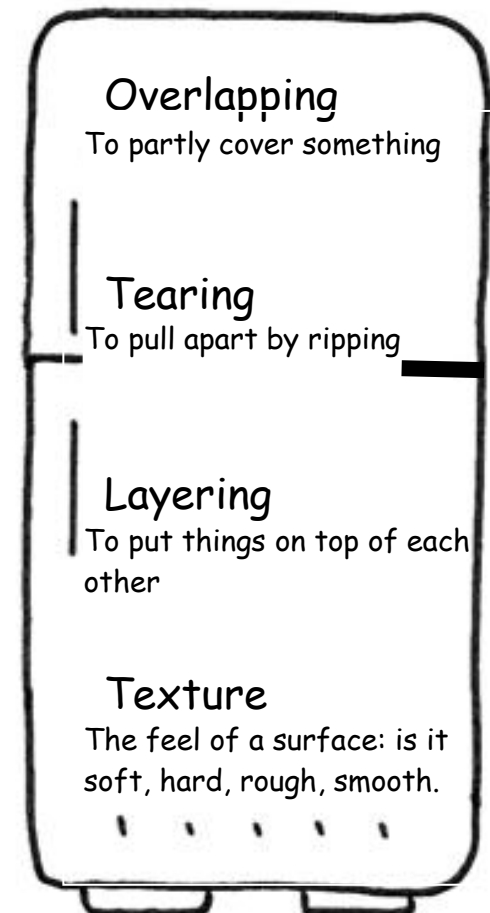 Overlapping
To partly cover something
Tearing
To pull apart by ripping
Layering
To put things on top of each
other
Texture
The feel of a surface: is it
soft, hard, rough, smooth.